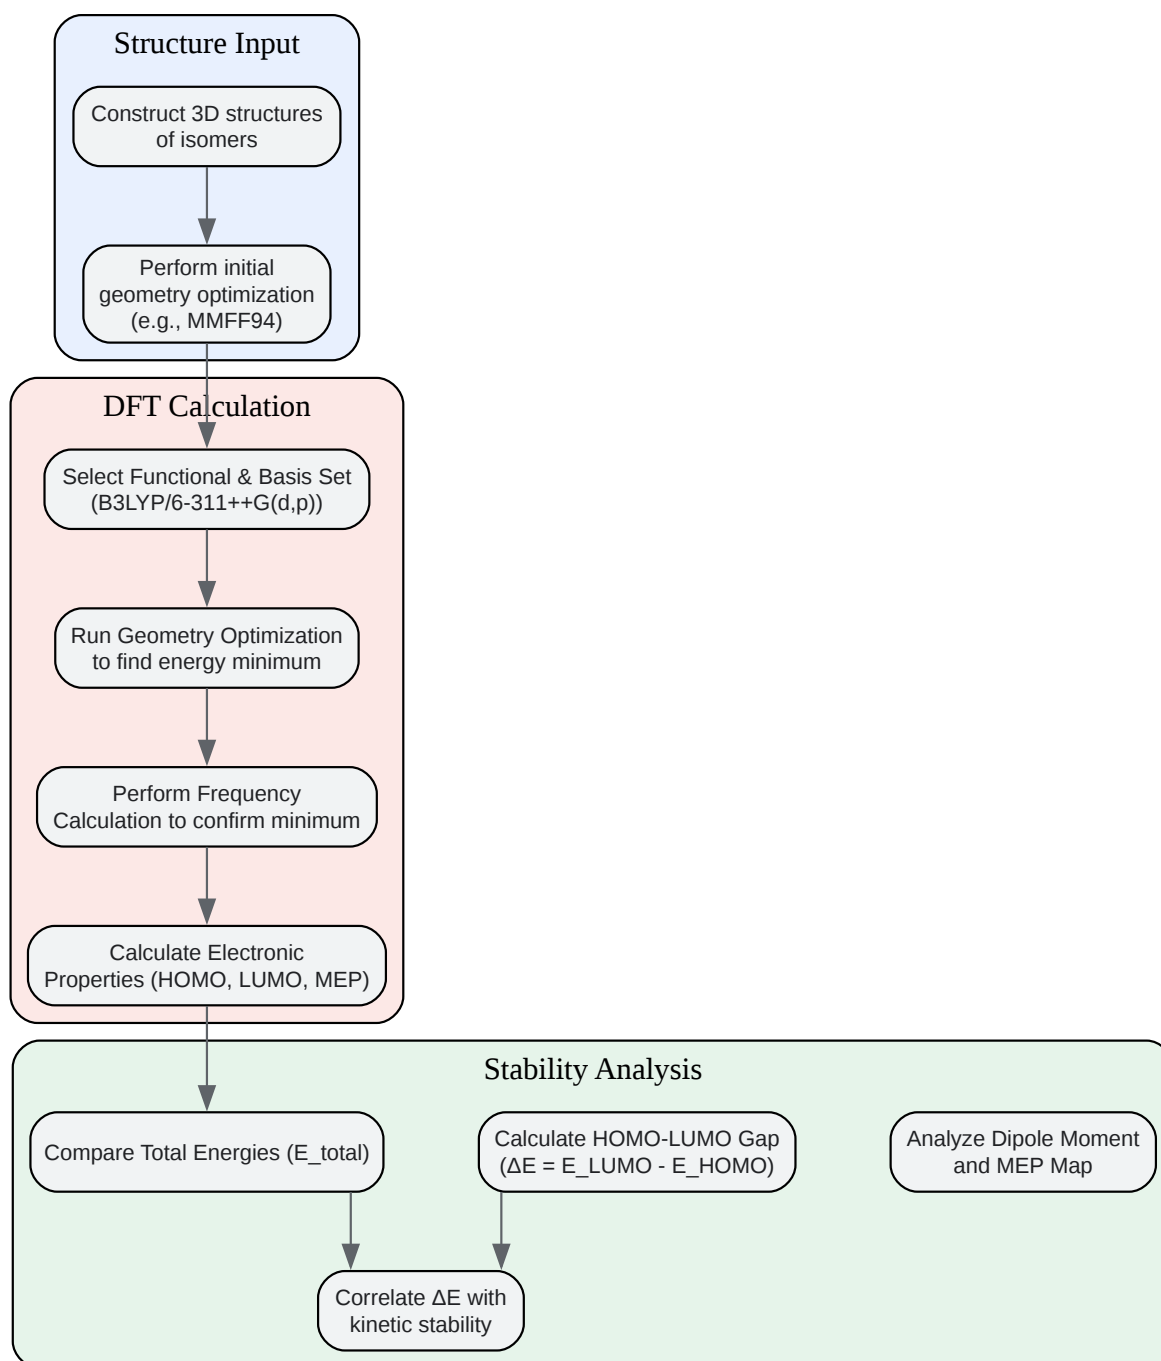 Structure Input
Construct 3D structures
of isomers
Perform initial
geometry optimization
(e.g., MMFF94)
DFT Calculation
Select Functional & Basis Set
(B3LYP/6-311++G(d,p))
Run Geometry Optimization
to find energy minimum
Perform Frequency
Calculation to confirm minimum
Calculate Electronic
Properties (HOMO, LUMO, MEP)
Stability Analysis
Compare Total Energies (E_total)
Calculate HOMO-LUMO Gap
(ΔE = E_LUMO - E_HOMO)
Analyze Dipole Moment
and MEP Map
Correlate ΔE with
kinetic stability